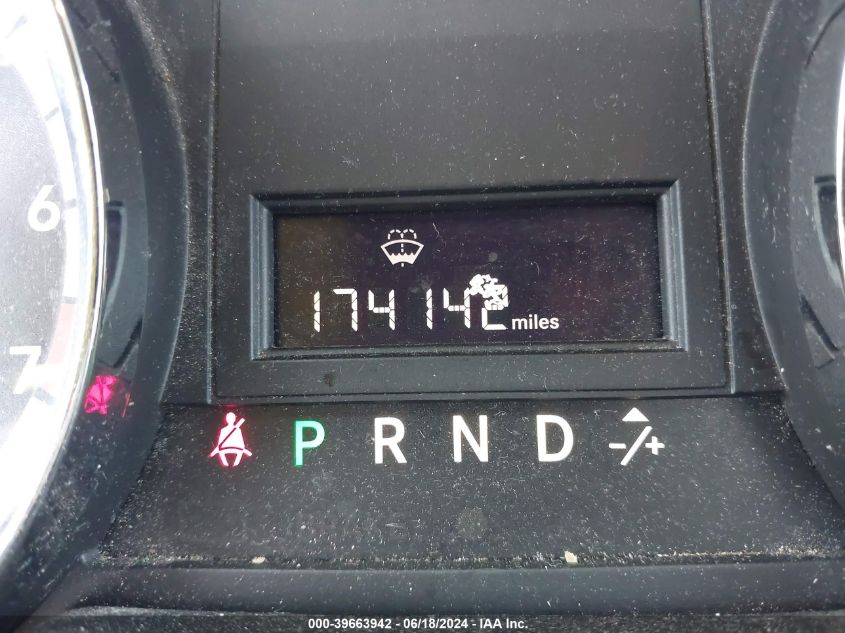 6
174142 miles
7
P R N D -/+
000-39663942 / 06/18/2024 - IAA Inc.